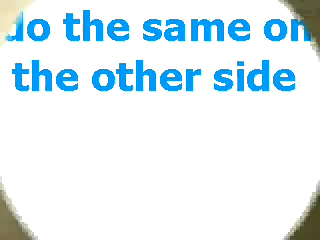 do the same on
the other side